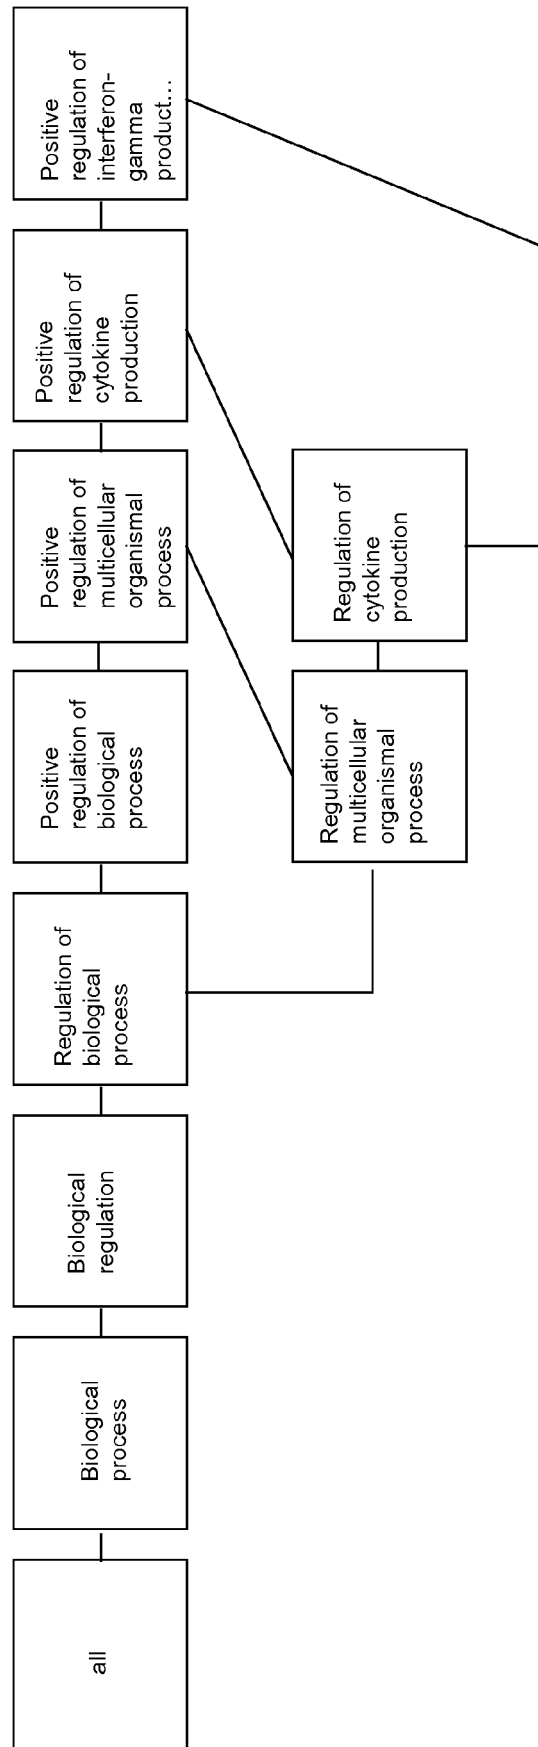 all
Biological
process
Biological
regulation
Regulation of
biological
process
Positive
regulation of
biological
process
Positive
regulation of
multicellular
organismal
process
Positive
regulation of
cytokine
production
Positive
regulation of
interferon-
gamma
product...
Regulation of
multicellular
organismal
process
Regulation of
cytokine
production